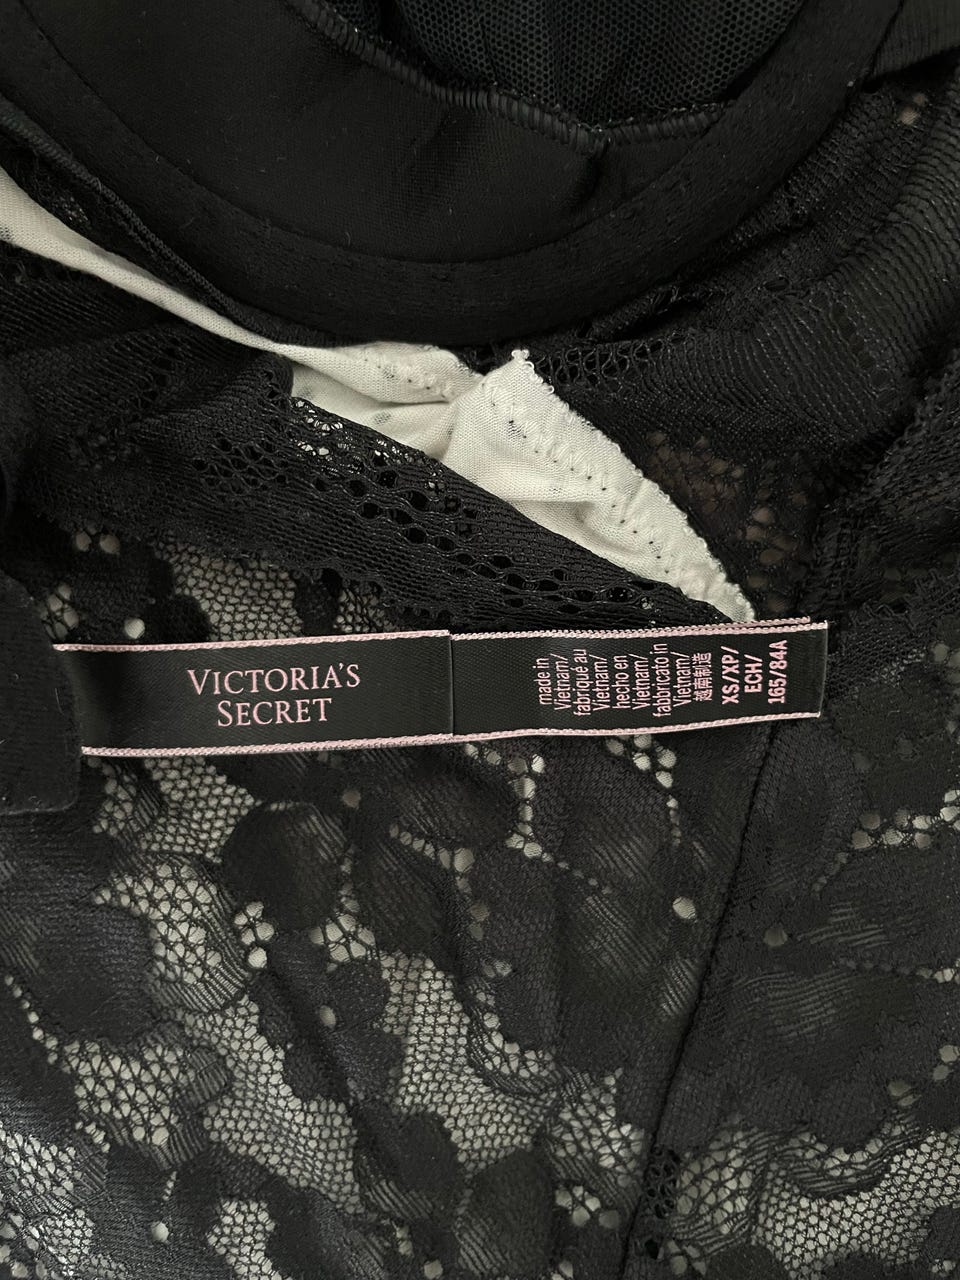 VICTORIA'S
SECRET
made in
Vietnam/
fabriqué au
Vietnam/
hecho en
Vietnam/
fabbricato in
Vietnam/
越南制造
XS/XP/
ECH/
165/84A